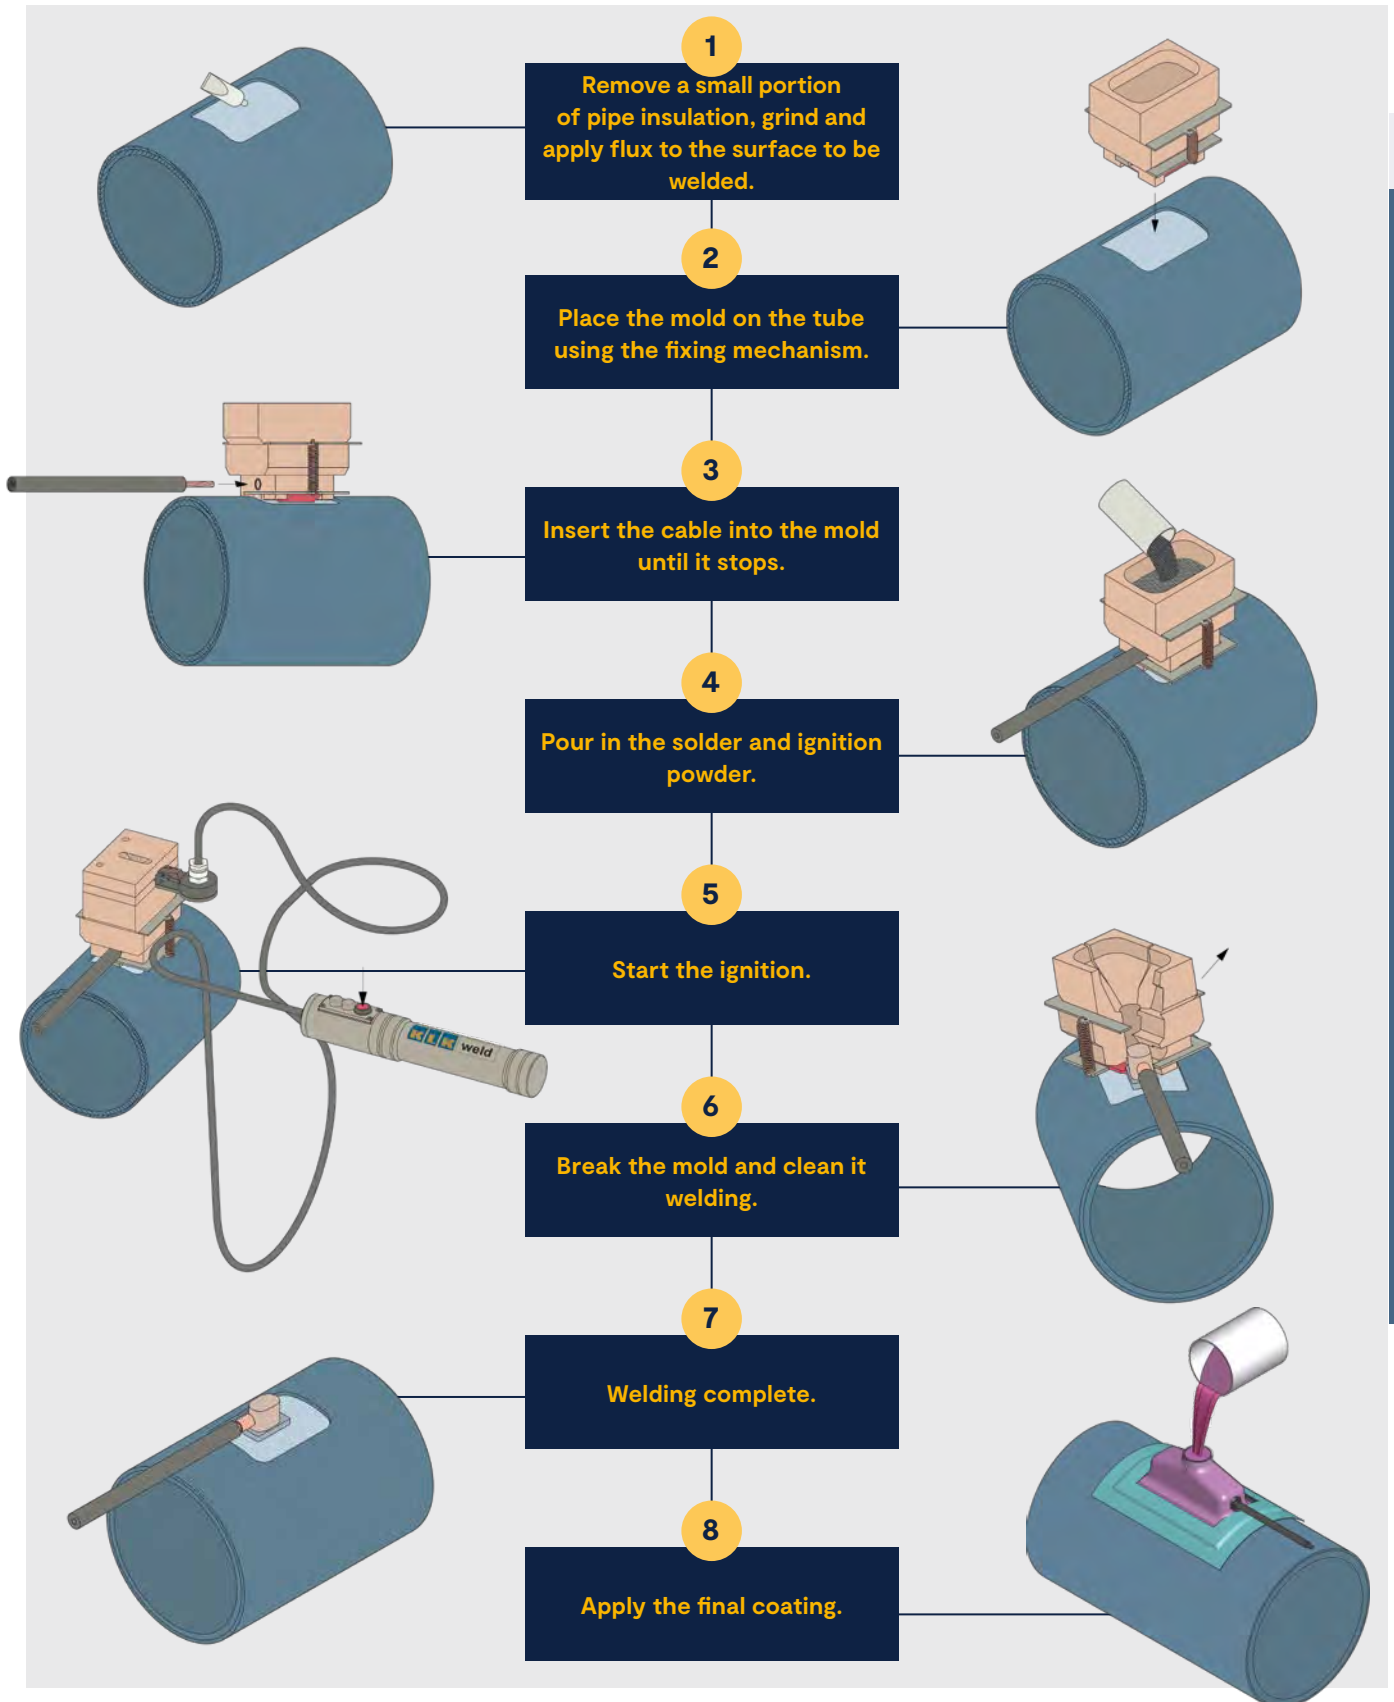 1
Remove a small portion
of pipe insulation, grind and
apply flux to the surface to be
welded.
2
Place the mold on the tube
using the fixing mechanism.
3
Insert the cable into the mold
until it stops.
4
Pour in the solder and ignition
powder.
5
Start the ignition.
KLK weld
6
Break the mold and clean it
welding.
7
Welding complete.
8
Apply the final coating.